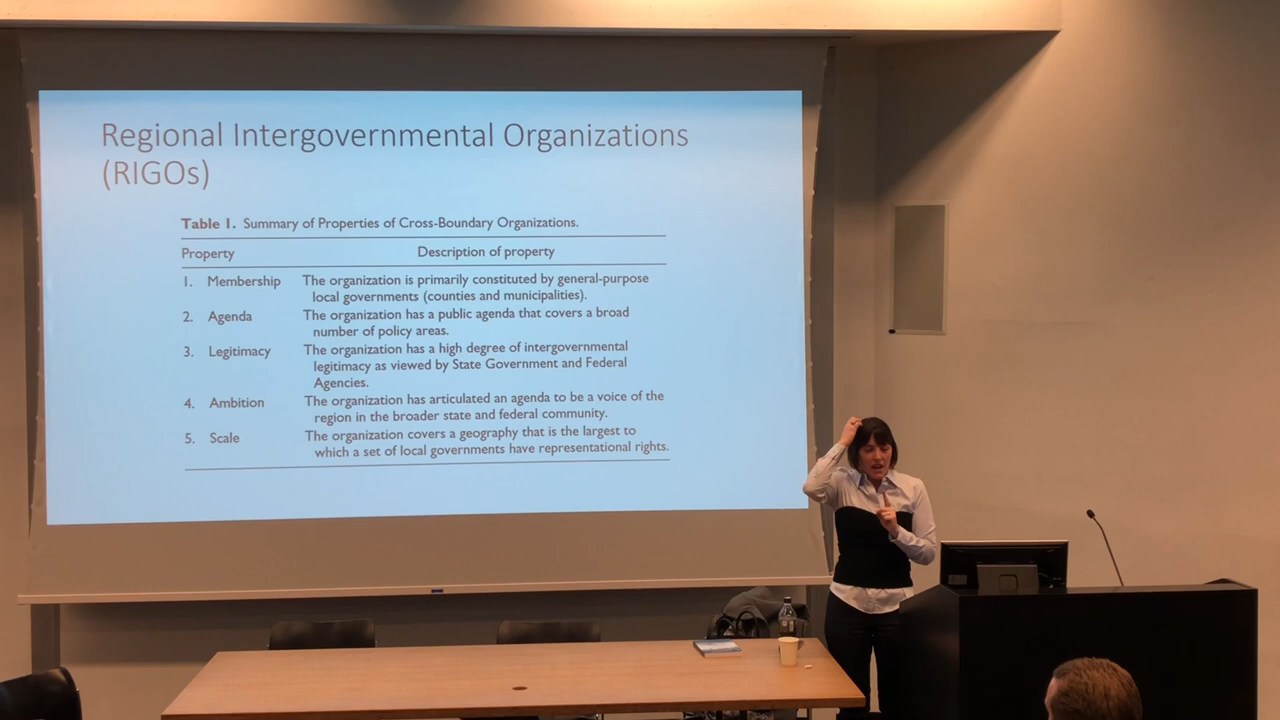 Regional Intergovernmental Organizations
(RIGOs)
Table 1. Summary of Properties of Cross-Boundary Organizations.
Property Description of property
1. Membership The organization is primarily constituted by general-purpose
local governments (counties and municipalities).
2. Agenda The organization has a public agenda that covers a broad
number of policy areas.
3. Legitimacy The organization has a high degree of intergovernmental
legitimacy as viewed by State Government and Federal
Agencies.
4. Ambition The organization has articulated an agenda to be a voice of the
region in the broader state and federal community.
5. Scale The organization covers a geography that is the largest to
which a set of local governments have representational rights.